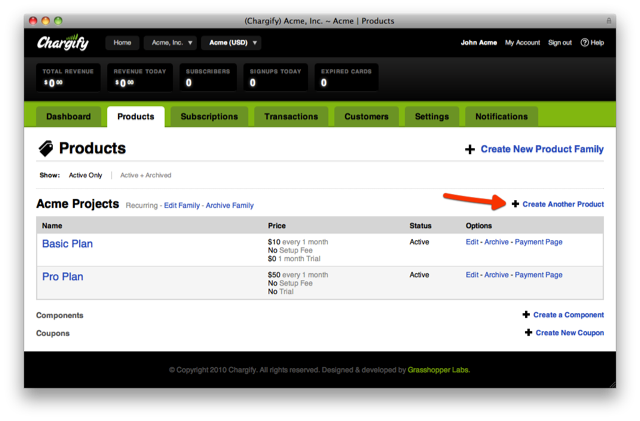 (Chargify) Acme, Inc. ~ Acme | Products
Chargify
Home
Acme, Inc. ▾
Acme (USD) ▾
John Acme
My Account
Sign out
Help
TOTAL REVENUE
$0.00
REVENUE TODAY
$0.00
SUBSCRIBERS
0
SIGNUPS TODAY
0
EXPIRED CARDS
0
Dashboard
Products
Subscriptions
Transactions
Customers
Settings
Notifications
Products
Create New Product Family
Show: Active Only | Active + Archived
Acme Projects Recurring - Edit Family - Archive Family
Create Another Product
Name Price Status Options
Basic Plan $10 every 1 month Active Edit - Archive - Payment Page
No Setup Fee
$0 1 month Trial
Pro Plan $50 every 1 month Active Edit - Archive - Payment Page
No Setup Fee
No Trial
Components Create a Component
Coupons Create New Coupon
© Copyright 2010 Chargify. All rights reserved. Designed & developed by Grasshopper Labs.